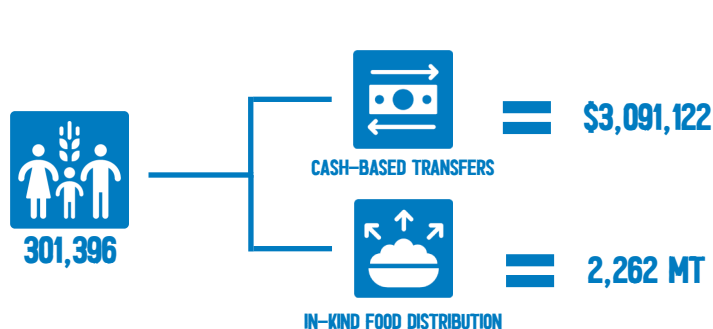 301,396
CASH-BASED TRANSFERS
$3,091,122
IN-KIND FOOD DISTRIBUTION
2,262 MT